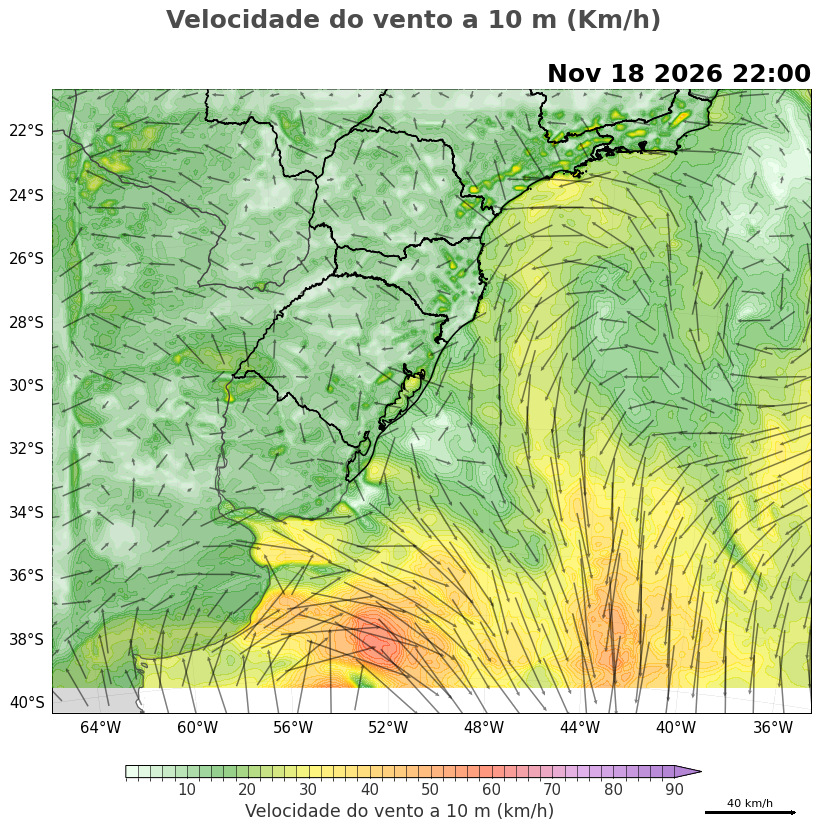 Velocidade do vento a 10 m (Km/h)
Nov 18 2026 22:00
22°S
24°S
26°S
28°S
30°S
32°S
34°S
36°S
38°S
40°S
64°W 60°W 56°W 52°W 48°W 44°W 40°W 36°W
10 20 30 40 50 60 70 80 90
Velocidade do vento a 10 m (km/h)
40 km/h